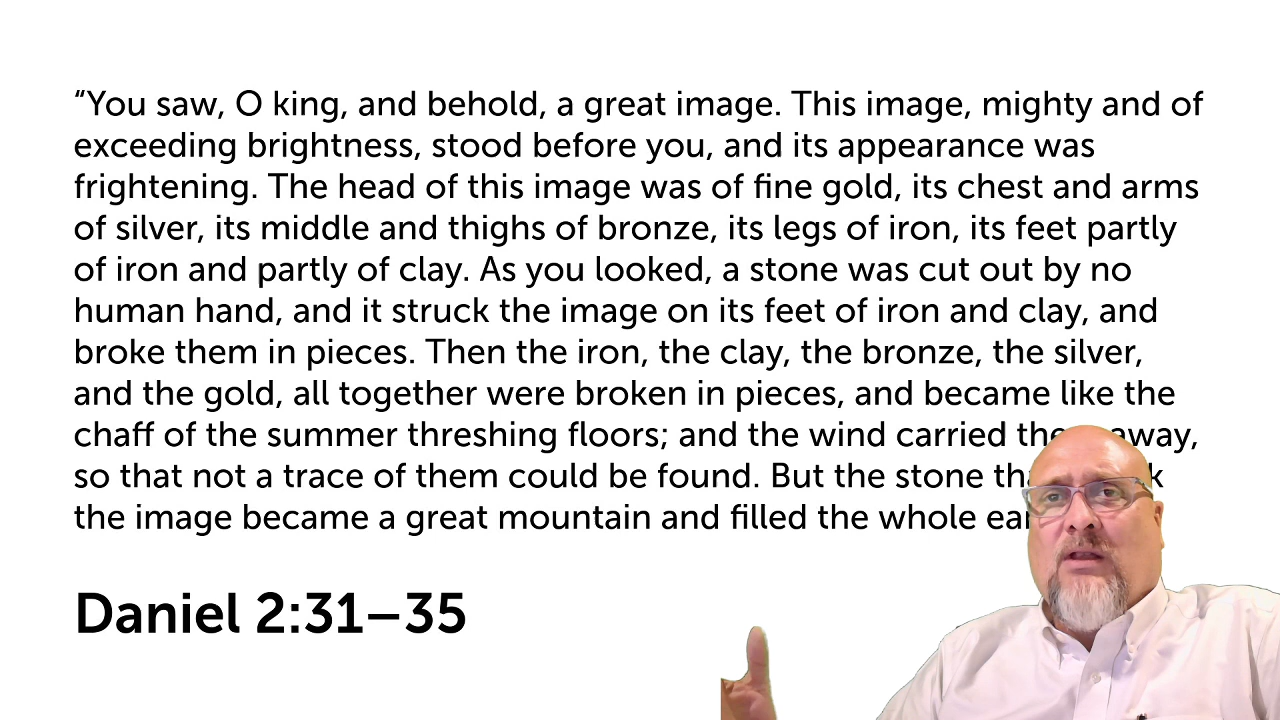 “You saw, O king, and behold, a great image. This image, mighty and of
exceeding brightness, stood before you, and its appearance was
frightening. The head of this image was of fine gold, its chest and arms
of silver, its middle and thighs of bronze, its legs of iron, its feet partly
of iron and partly of clay. As you looked, a stone was cut out by no
human hand, and it struck the image on its feet of iron and clay, and
broke them in pieces. Then the iron, the clay, the bronze, the silver,
and the gold, all together were broken in pieces, and became like the
chaff of the summer threshing floors; and the wind carried away,
so that not a trace of them could be found. But the stone
the image became a great mountain and filled the whole
Daniel 2:31–35